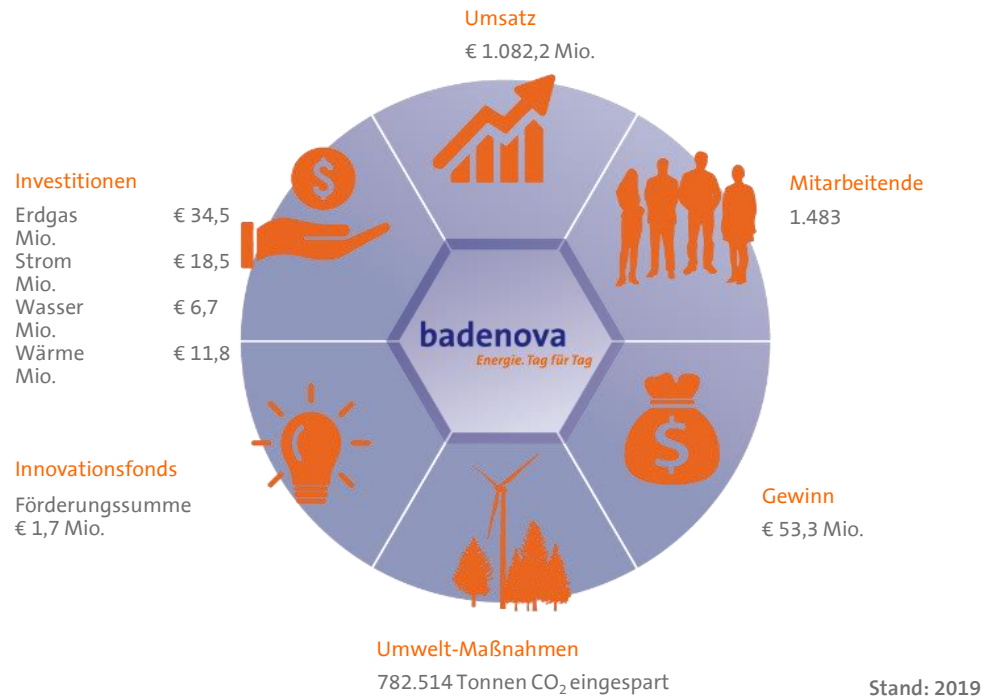 Umsatz
€ 1.082,2 Mio.
Investitionen
Erdgas € 34,5
Mio.
Strom € 18,5
Mio.
Wasser € 6,7
Mio.
Wärme € 11,8
Mio.
Mitarbeitende
1.483
badenova
Energie. Tag für Tag
Innovationsfonds
Förderungssumme
€ 1,7 Mio.
Gewinn
€ 53,3 Mio.
Umwelt-Maßnahmen
782.514 Tonnen CO₂ eingespart
Stand: 2019